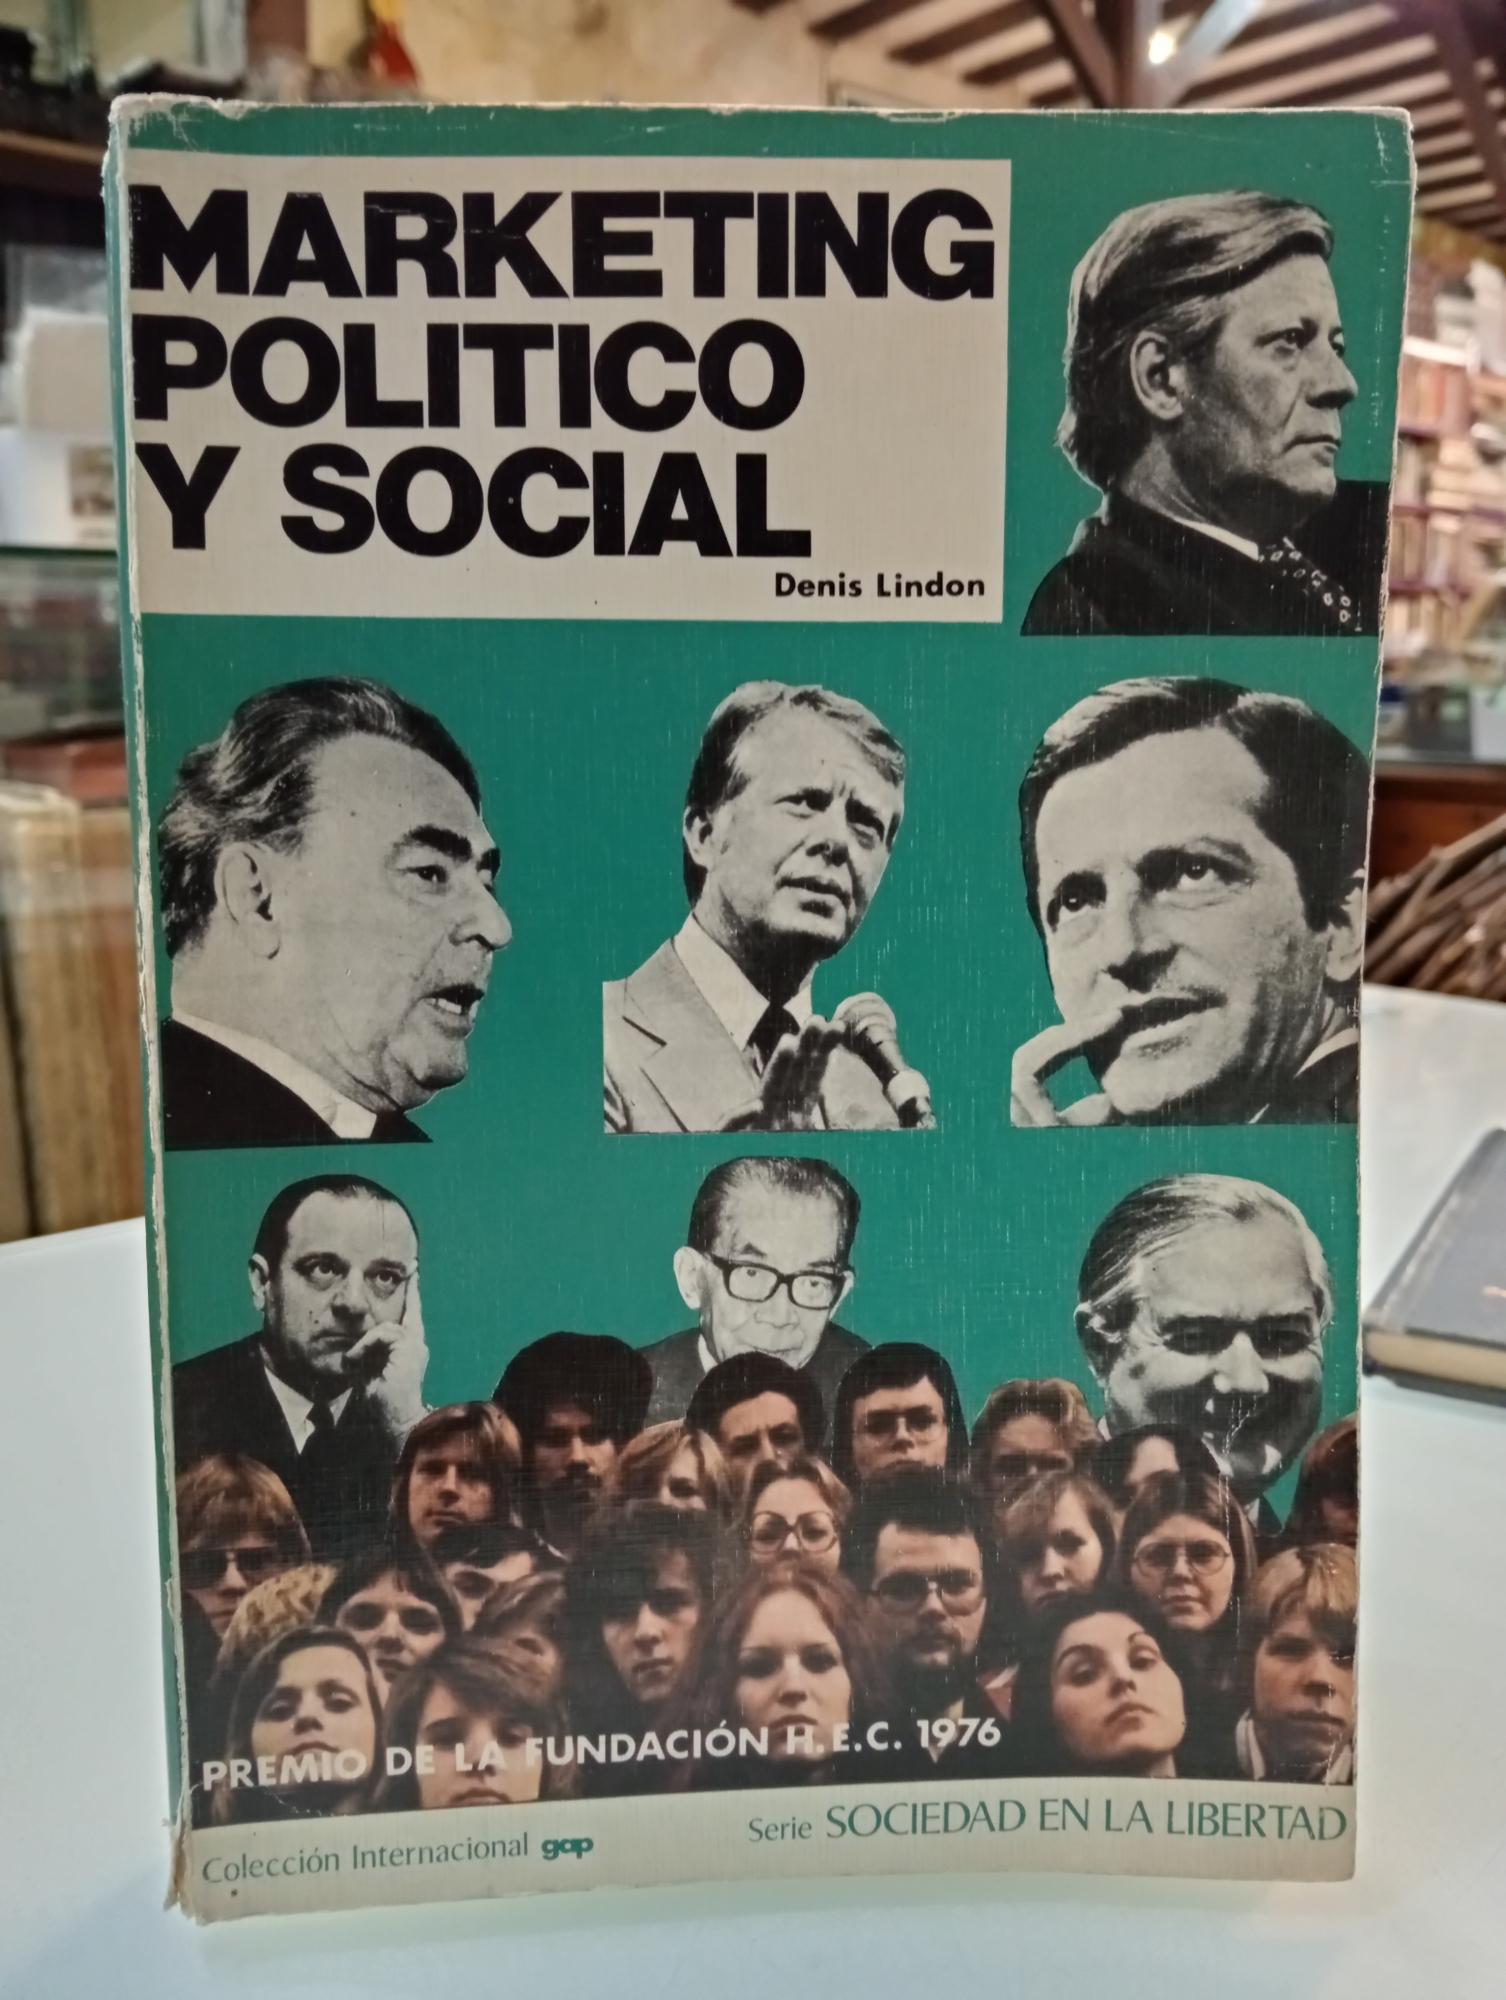 MARKETING
POLITICO
Y SOCIAL
Denis Lindon
PREMIO DE LA FUNDACIÓN H.E.C. 1976
Colección Internacional gap
Serie SOCIEDAD EN LA LIBERTAD